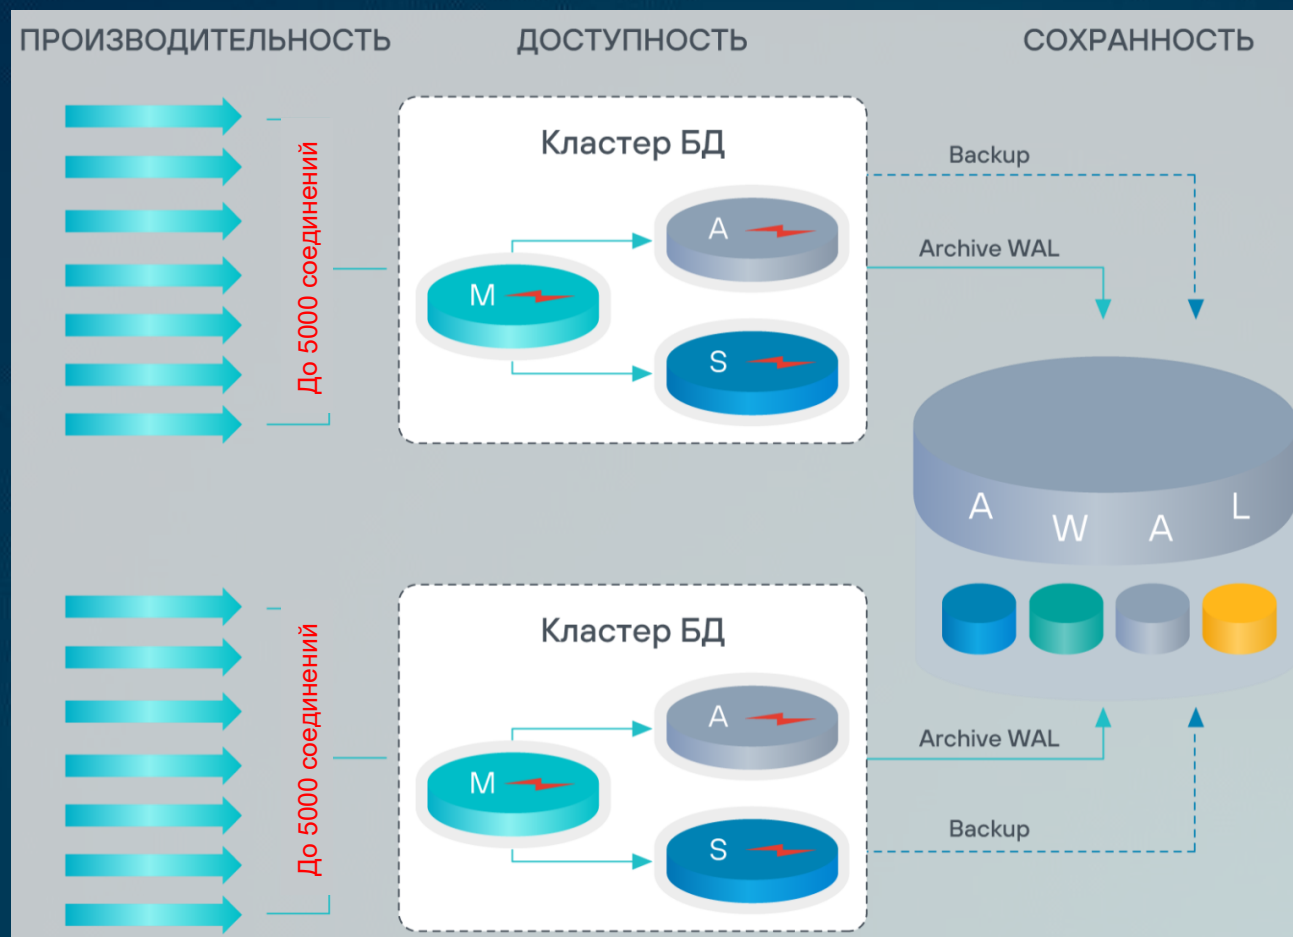 ПРОИЗВОДИТЕЛЬНОСТЬ
ДОСТУПНОСТЬ
СОХРАННОСТЬ
До 5000 соединений
Кластер БД
M
A
S
Backup
Archive WAL
A W A L
До 5000 соединений
Кластер БД
M
A
S
Archive WAL
Backup